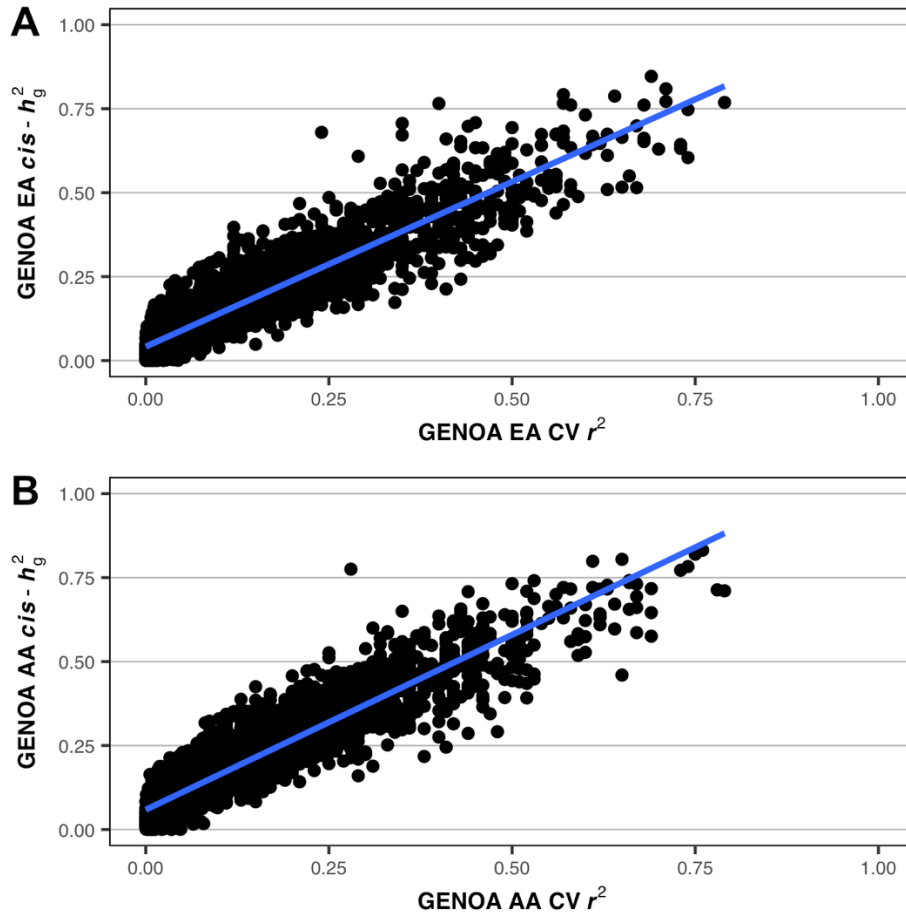 A
1.00
0.75
0.50
0.25
0.00
GENOA EA cis - h²g
0.00 0.25 0.50 0.75 1.00
GENOA EA CV r²
B
1.00
0.75
0.50
0.25
0.00
GENOA AA cis - h²g
0.00 0.25 0.50 0.75 1.00
GENOA AA CV r²